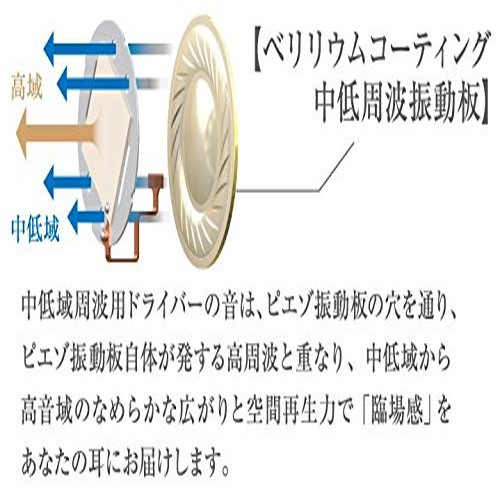 【ベリリウムコーティング
中低周波振動板】
高域
中低域
中低域周波用ドライバーの音は、ピエゾ振動板の穴を通り、
ピエゾ振動板自体が発する高周波と重なり、中低域から
高音域のなめらかな広がりと空間再生力で「臨場感」を
あなたの耳にお届けします。